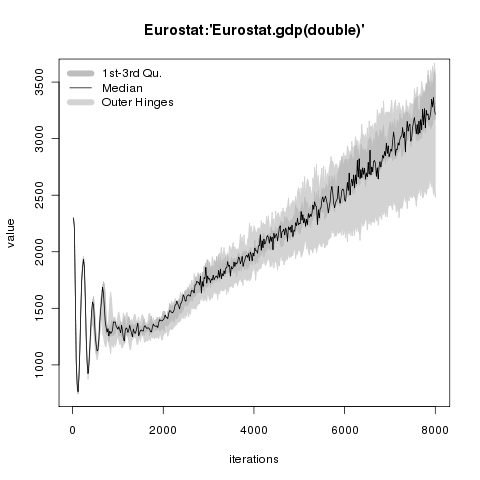 Eurostat:'Eurostat.gdp(double)'
1st-3rd Qu.
Median
Outer Hinges
value
3500
3000
2500
2000
1500
1000
0 2000 4000 6000 8000
iterations